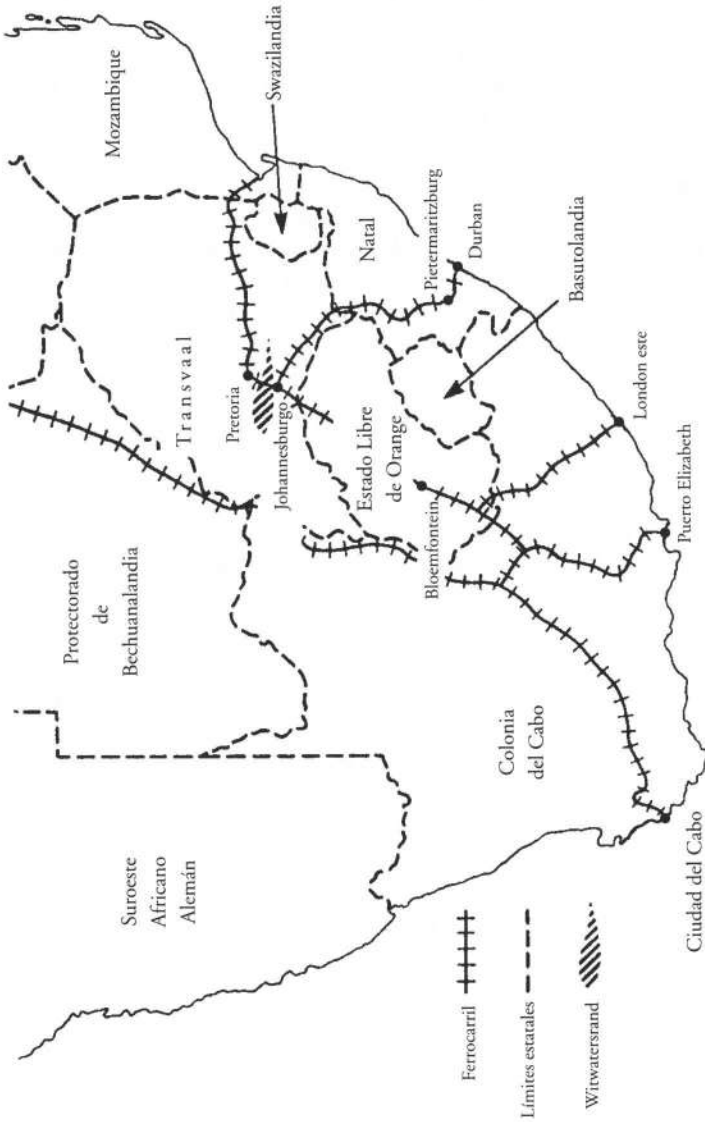 Mozambique
Swazilandia
Transvaal
Pretoria
Johannesburgo
Natal
Pietermaritzburg
Durban
Protectorado
de
Bechuanalandia
Estado Libre
de Orange
Bloemfontein
Basutolandia
London este
Puerto Elizabeth
Suroeste
Africano
Alemán
Colonia
del Cabo
Ciudad del Cabo
Ferrocarril
Límites estatales
Witwatersrand